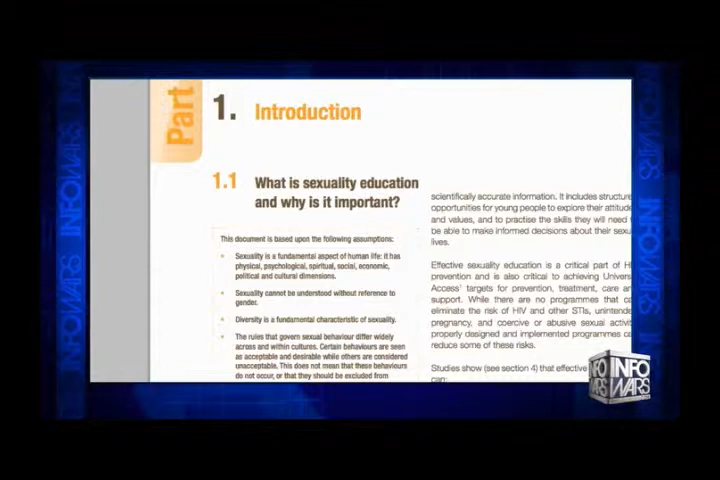 Part
1. Introduction
1.1 What is sexuality education
and why is it important?
This document is based upon the following assumptions:
• Sexuality is a fundamental aspect of human life: it has
physical, psychological, spiritual, social, economic,
political and cultural dimensions.
• Sexuality cannot be understood without reference to
gender.
• Diversity is a fundamental characteristic of sexuality.
• The rules that govern sexual behaviour differ widely
across and within cultures. Certain behaviours are seen
as acceptable and desirable while others are considered
unacceptable. This does not mean that these behaviours
do not occur, or that they should be excluded from
scientifically accurate information. It includes structure
opportunities for young people to explore their attitude
and values, and to practise the skills they will need t
be able to make informed decisions about their sexu
lives.
Effective sexuality education is a critical part of HI
prevention and is also critical to achieving Univers
Access' targets for prevention, treatment, care an
support. While there are no programmes that ca
eliminate the risk of HIV and other STIs, unintende
pregnancy, and coercive or abusive sexual activit
properly designed and implemented programmes ca
reduce some of these risks.
Studies show (see section 4) that effective
can:
INFOWARS
INFOWARS
INFO
WARS
INFO
WARS